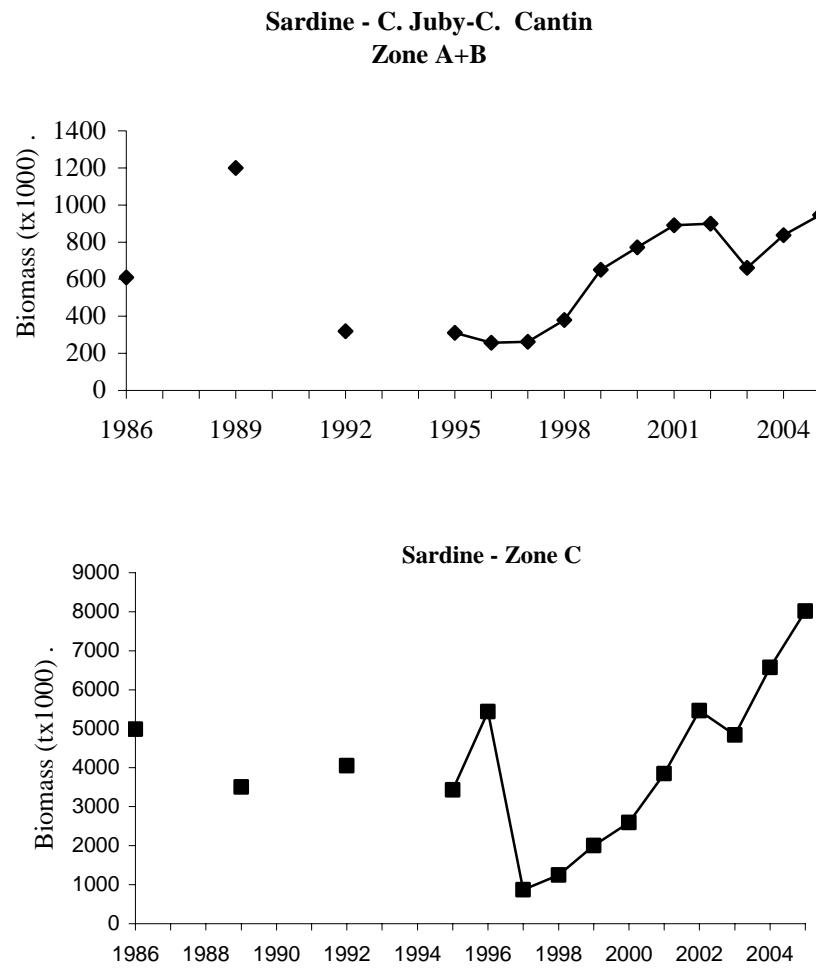 Sardine - C. Juby-C. Cantin
Zone A+B
Biomass (tx1000) .
1400
1200
1000
800
600
400
200
0
1986 1989 1992 1995 1998 2001 2004
Sardine - Zone C
Biomass (tx1000) .
9000
8000
7000
6000
5000
4000
3000
2000
1000
0
1986 1988 1990 1992 1994 1996 1998 2000 2002 2004